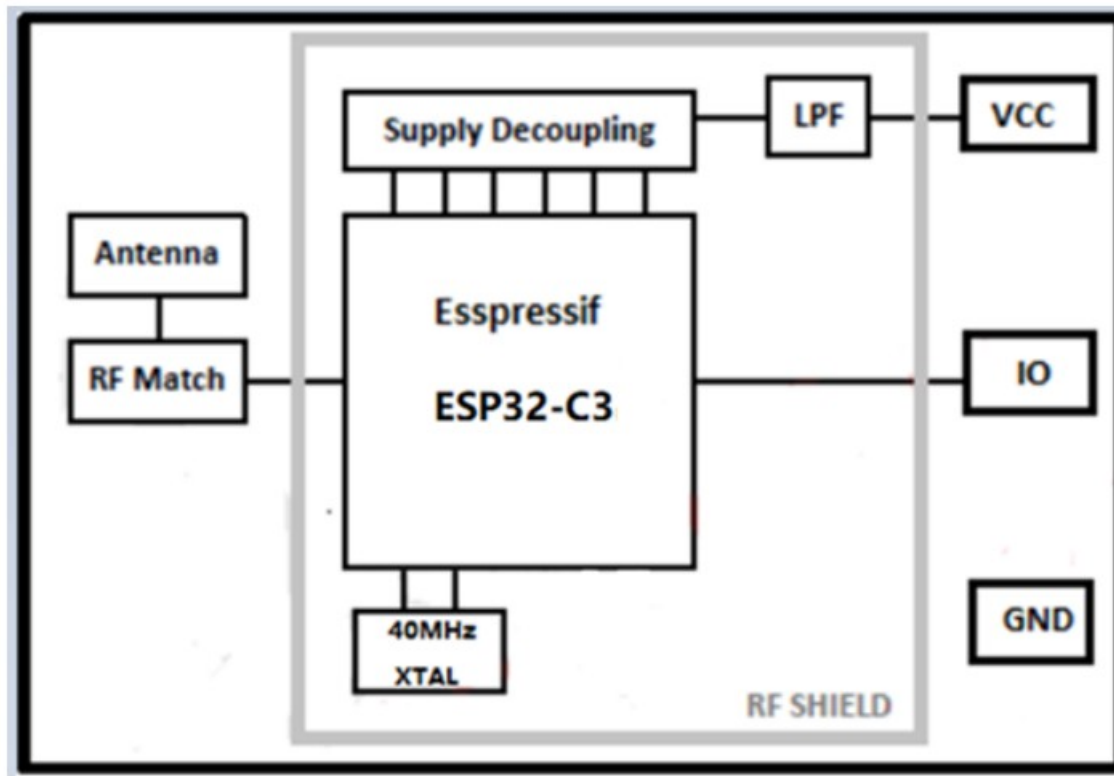 Supply Decoupling
LPF
VCC
Antenna
RF Match
Esspressif
ESP32-C3
IO
40MHz
XTAL
GND
RF SHIELD